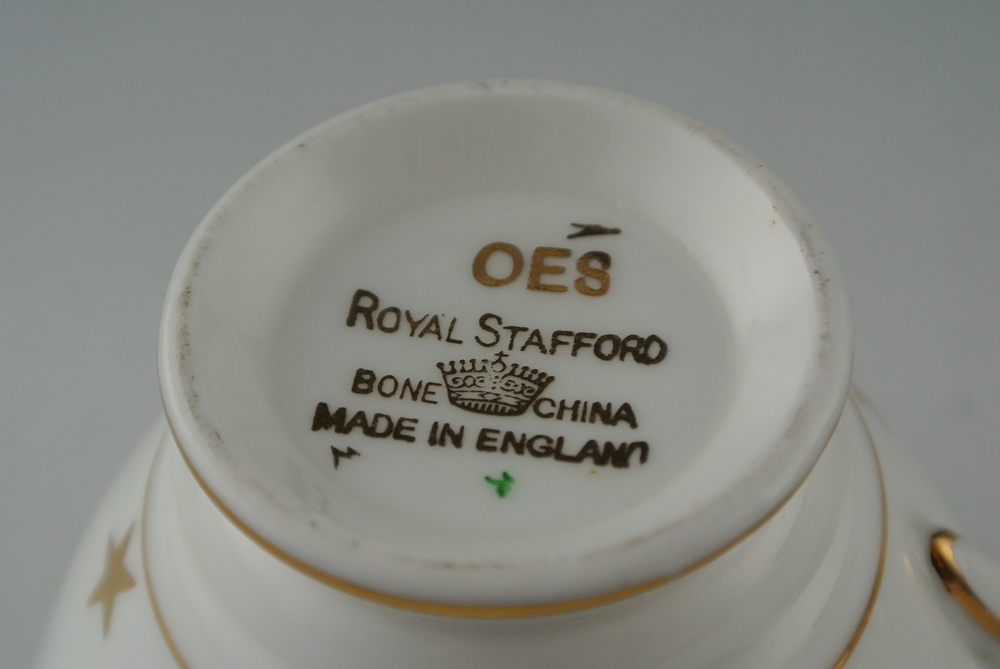 OES
ROYAL STAFFORD
BONE CHINA
MADE IN ENGLAND